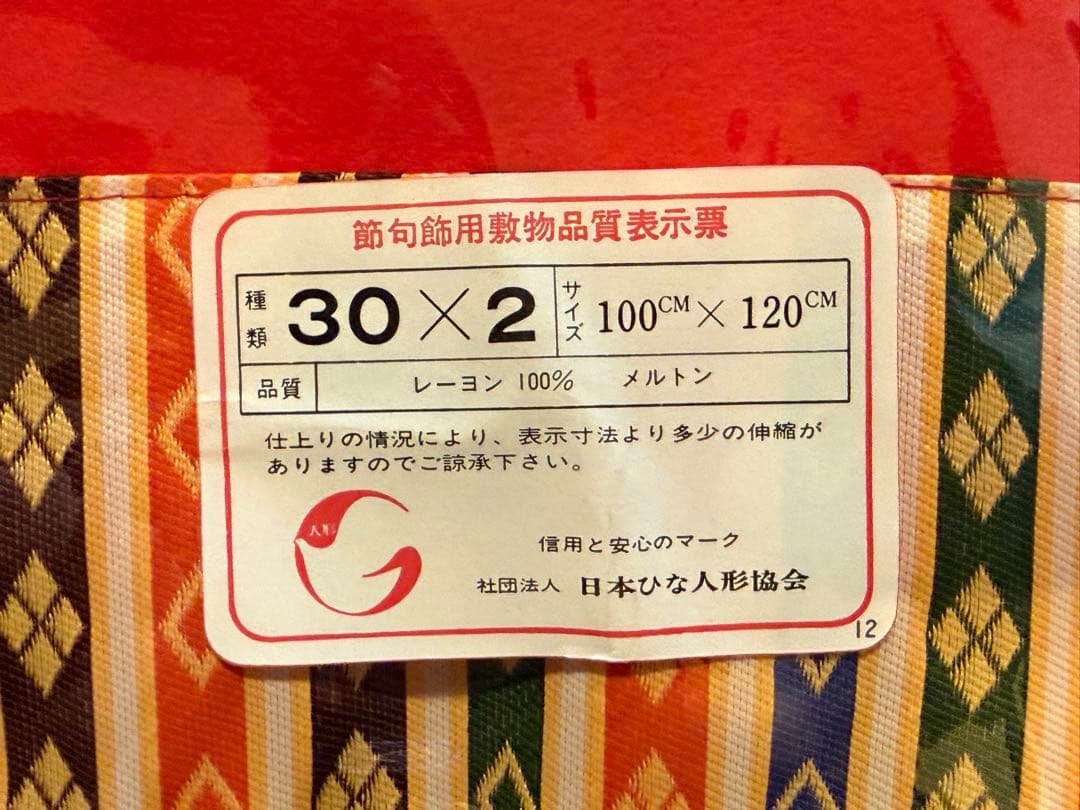 節句飾用敷物品質表示票
種類 30×2 サイズ 100CM× 120CM
品質 レーヨン 100% メルトン
仕上りの情況により、表示寸法より多少の伸縮が
ありますのでご諒承下さい。
人形
信用と安心のマーク
社団法人 日本ひな人形協会
12